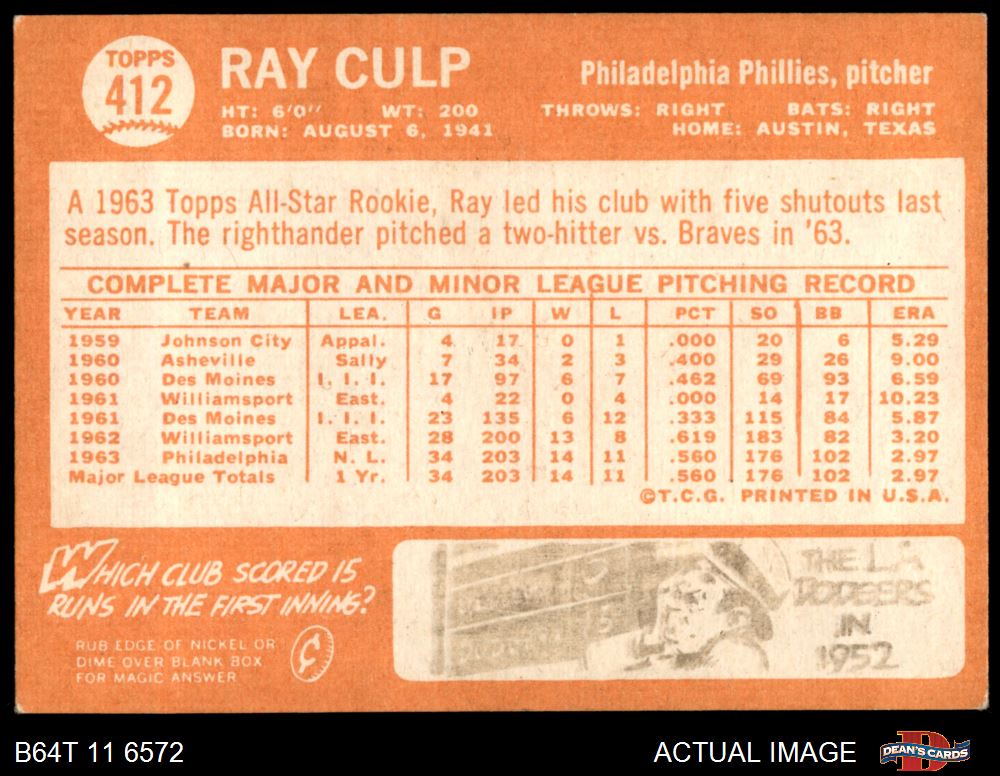 TOPPS
412
RAY CULP
Philadelphia Phillies, pitcher
HT: 6'0" WT: 200 THROWS: RIGHT BATS: RIGHT
BORN: AUGUST 6, 1941 HOME: AUSTIN, TEXAS
A 1963 Topps All-Star Rookie, Ray led his club with five shutouts last
season. The righthander pitched a two-hitter vs. Braves in '63.
COMPLETE MAJOR AND MINOR LEAGUE PITCHING RECORD
YEAR TEAM LEA. G IP W L PCT SO BB ERA
1959 Johnson City Appal. 4 17 0 1 .000 20 6 5.29
1960 Asheville Sally 7 34 2 3 .400 29 26 9.00
1960 Des Moines I. I. I. 17 97 6 7 .462 69 93 6.59
1961 Williamsport East. 4 22 0 4 .000 14 17 10.23
1961 Des Moines I. I. I. 23 135 6 12 .333 115 84 5.87
1962 Williamsport East. 28 200 13 8 .619 183 82 3.20
1963 Philadelphia N. L. 34 203 14 11 .560 176 102 2.97
Major League Totals 1 Yr. 34 203 14 11 .560 176 102 2.97
©T.C.G. PRINTED IN U.S.A.
WHICH CLUB SCORED 15
RUNS IN THE FIRST INNING?
RUB EDGE OF NICKEL OR
DIME OVER BLANK BOX
FOR MAGIC ANSWER
THE L.A.
DODGERS
IN
1952
B64T 11 6572
ACTUAL IMAGE
DEAN'S CARDS